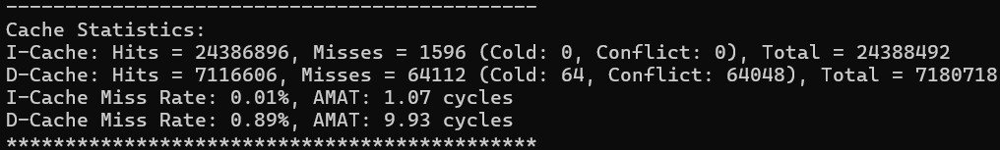 ---------------------------------------------
Cache Statistics:
I-Cache: Hits = 24386896, Misses = 1596 (Cold: 0, Conflict: 0), Total = 24388492
D-Cache: Hits = 7116606, Misses = 64112 (Cold: 64, Conflict: 64048), Total = 7180718
I-Cache Miss Rate: 0.01%, AMAT: 1.07 cycles
D-Cache Miss Rate: 0.89%, AMAT: 9.93 cycles
*********************************************